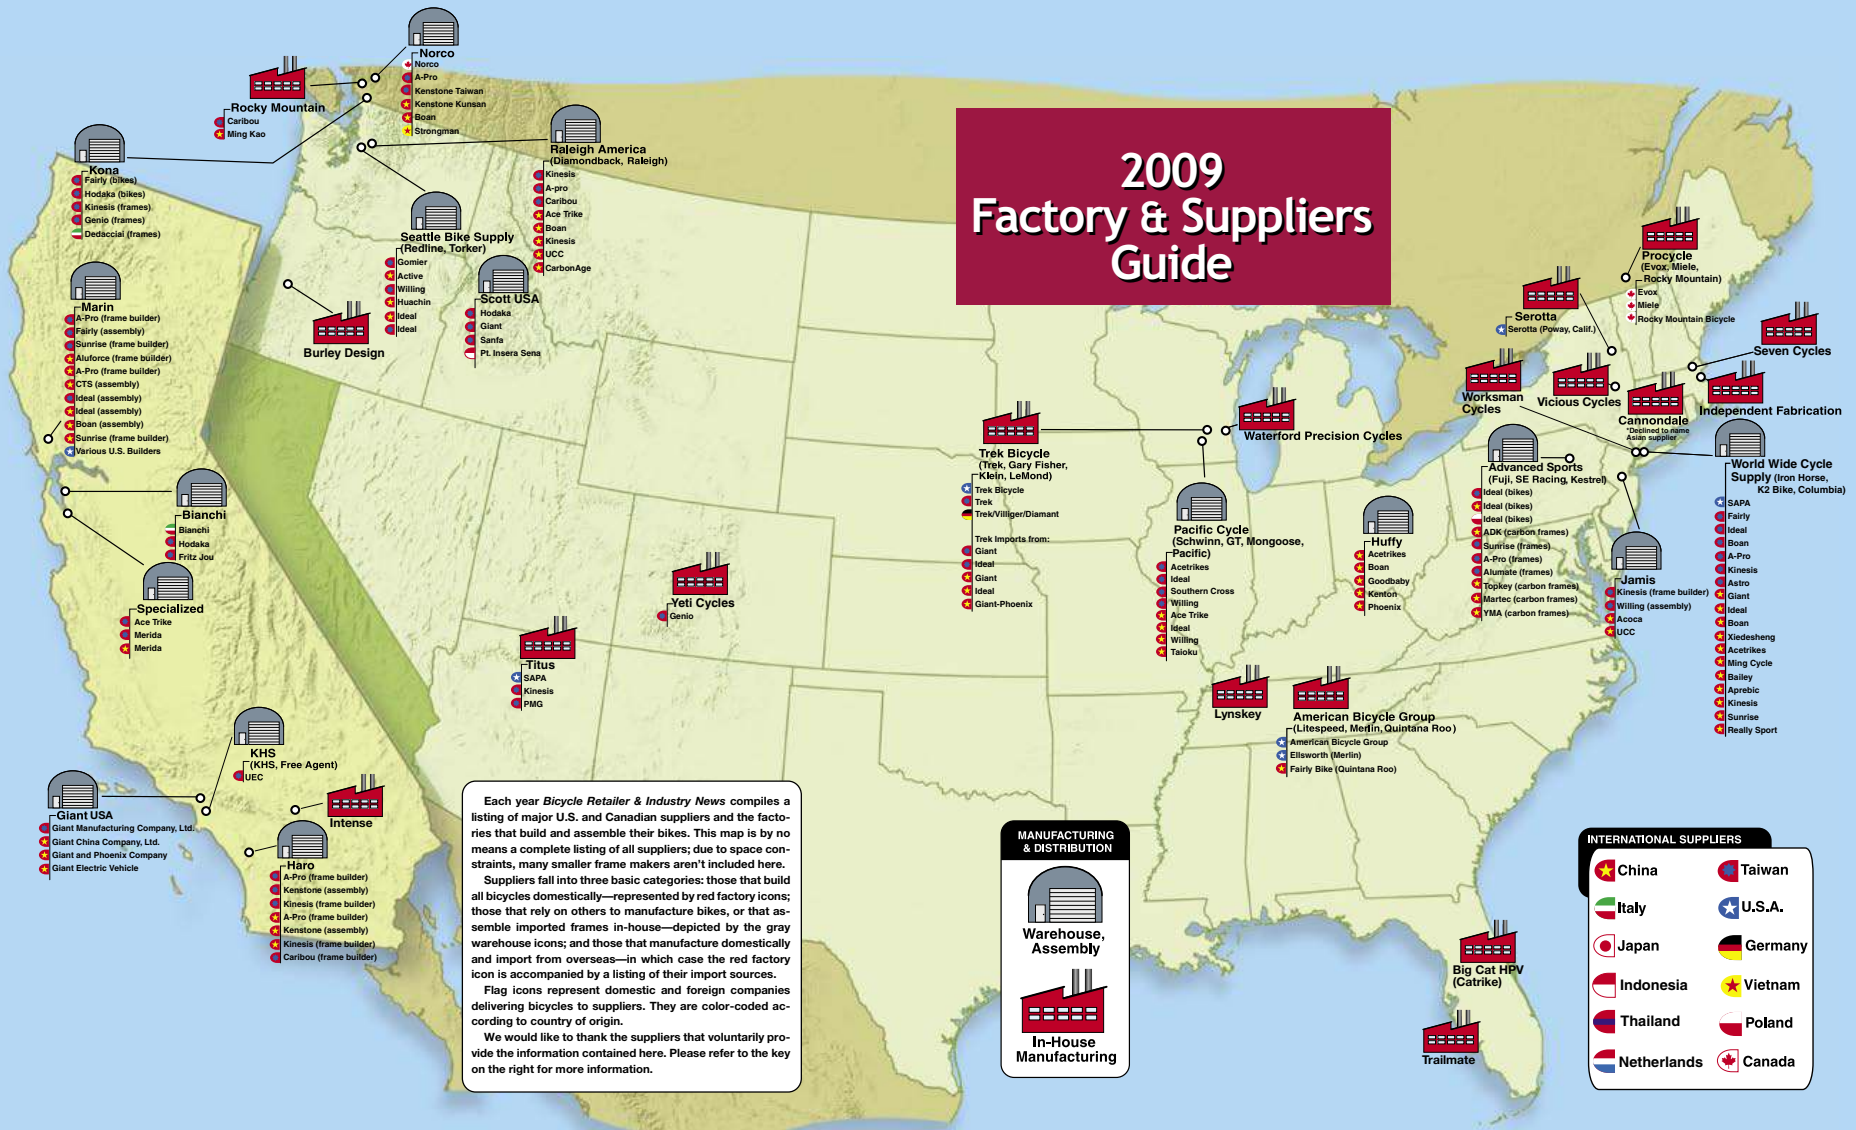 2009
Factory & Suppliers
Guide
Norco
Norco
A-Pro
Kenstone Taiwan
Kenstone Kunsan
Boan
Strongman
Rocky Mountain
Caribou
Ming Kao
Kona
Fairly (bikes)
Hodaka (bikes)
Kinesis (frames)
Genio (frames)
Dedacciai (frames)
Raleigh America
(Diamondback, Raleigh)
Kinesis
A-pro
Caribou
Ace Trike
Boan
Kinesis
UCC
CarbonAge
Seattle Bike Supply
(Redline, Torker)
Gomier
Active
Willing
Huachin
Ideal
Ideal
Scott USA
Hodaka
Giant
Sanfa
Pt. Insera Sena
Burley Design
Marin
A-Pro (frame builder)
Fairly (assembly)
Sunrise (frame builder)
Aluforce (frame builder)
A-Pro (frame builder)
CTS (assembly)
Ideal (assembly)
Ideal (assembly)
Boan (assembly)
Sunrise (frame builder)
Various U.S. Builders
Bianchi
Bianchi
Hodaka
Fritz Jou
Specialized
Ace Trike
Merida
Merida
KHS
(KHS, Free Agent)
UEC
Giant USA
Giant Manufacturing Company, Ltd.
Giant China Company, Ltd.
Giant and Phoenix Company
Giant Electric Vehicle
Intense
Haro
A-Pro (frame builder)
Kenstone (assembly)
Kinesis (frame builder)
A-Pro (frame builder)
Kenstone (assembly)
Kinesis (frame builder)
Caribou (frame builder)
Titus
SAPA
Kinesis
PMG
Yeti Cycles
Genio
Trek Bicycle
(Trek, Gary Fisher,
Klein, LeMond)
Trek Bicycle
Trek
Trek/Villiger/Diamant
Trek Imports from:
Giant
Ideal
Giant
Ideal
Giant-Phoenix
Waterford Precision Cycles
Pacific Cycle
(Schwinn, GT, Mongoose,
Pacific)
Acetrikes
Ideal
Southern Cross
Willing
Ace Trike
Ideal
Willing
Taioku
Huffy
Acetrikes
Boan
Goodbaby
Kenton
Phoenix
Lynskey
American Bicycle Group
(Litespeed, Merlin, Quintana Roo)
American Bicycle Group
Ellsworth (Merlin)
Fairly Bike (Quintana Roo)
Procycle
(Evox, Miele,
Rocky Mountain)
Evox
Miele
Rocky Mountain Bicycle
Serotta
Serotta (Poway, Calif.)
Seven Cycles
Worksman
Cycles
Vicious Cycles
Cannondale
*Declined to name
Asian supplier
Independent Fabrication
Advanced Sports
(Fuji, SE Racing, Kestrel)
Ideal (bikes)
Ideal (bikes)
Ideal (bikes)
ADK (carbon frames)
Sunrise (frames)
A-Pro (frames)
Alumate (frames)
Topkey (carbon frames)
Martec (carbon frames)
YMA (carbon frames)
Jamis
Kinesis (frame builder)
Willing (assembly)
Acoca
UCC
World Wide Cycle
Supply (Iron Horse,
K2 Bike, Columbia)
SAPA
Fairly
Ideal
Boan
A-Pro
Kinesis
Astro
Giant
Ideal
Boan
Xiedesheng
Acetrikes
Ming Cycle
Bailey
Aprebic
Kinesis
Sunrise
Really Sport
Big Cat HPV
(Catrike)
Trailmate
Each year Bicycle Retailer & Industry News compiles a
listing of major U.S. and Canadian suppliers and the facto-
ries that build and assemble their bikes. This map is by no
means a complete listing of all suppliers; due to space con-
straints, many smaller frame makers aren't included here.
Suppliers fall into three basic categories: those that build
all bicycles domestically—represented by red factory icons;
those that rely on others to manufacture bikes, or that as-
semble imported frames in-house—depicted by the gray
warehouse icons; and those that manufacture domestically
and import from overseas—in which case the red factory
icon is accompanied by a listing of their import sources.
Flag icons represent domestic and foreign companies
delivering bicycles to suppliers. They are color-coded ac-
cording to country of origin.
We would like to thank the suppliers that voluntarily pro-
vide the information contained here. Please refer to the key
on the right for more information.
MANUFACTURING
& DISTRIBUTION
Warehouse,
Assembly
In-House
Manufacturing
INTERNATIONAL SUPPLIERS
China
Taiwan
Italy
U.S.A.
Japan
Germany
Indonesia
Vietnam
Thailand
Poland
Netherlands
Canada